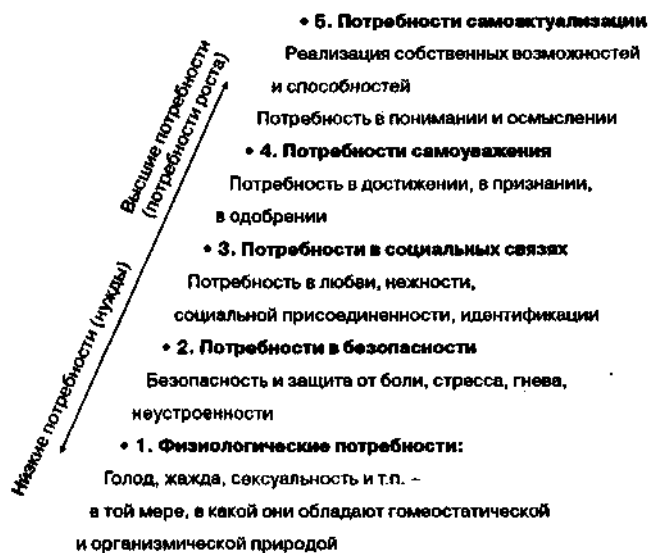 • 5. Потребности самоактуализации
Реализация собственных возможностей
и способностей
Потребность в понимании и осмыслении
• 4. Потребности самоуважения
Потребность в достижении, в признании,
в одобрении
• 3. Потребности в социальных связях
Потребность в любви, нежности,
социальной присоединенности, идентификации
• 2. Потребности в безопасности
Безопасность и защита от боли, стресса, гнева,
неустроенности
• 1. Физиологические потребности:
Голод, жажда, сексуальность и т.п. –
в той мере, в какой они обладают гомеостатической
и организмической природой
Высшие потребности
(потребности роста)
Низкие потребности (нужды)